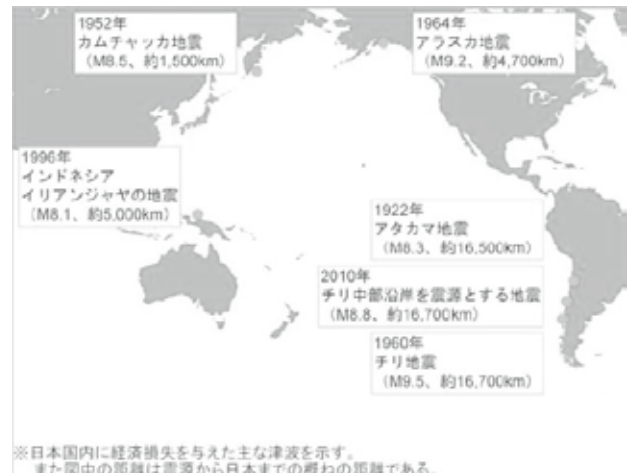 1952年
カムチャッカ地震
（M8.5、約1,500km）
1964年
アラスカ地震
（M9.2、約4,700km）
1996年
インドネシア
イリアンジャヤの地震
（M8.1、約5,000km）
1922年
アタカマ地震
（M8.3、約16,500km）
2010年
チリ中部沿岸を震源とする地震
（M8.8、約16,700km）
1960年
チリ地震
（M9.5、約16,700km）
※日本国内に経済損失を与えた主な津波を示す。
また図中の距離は震源から日本までの概ねの距離である。